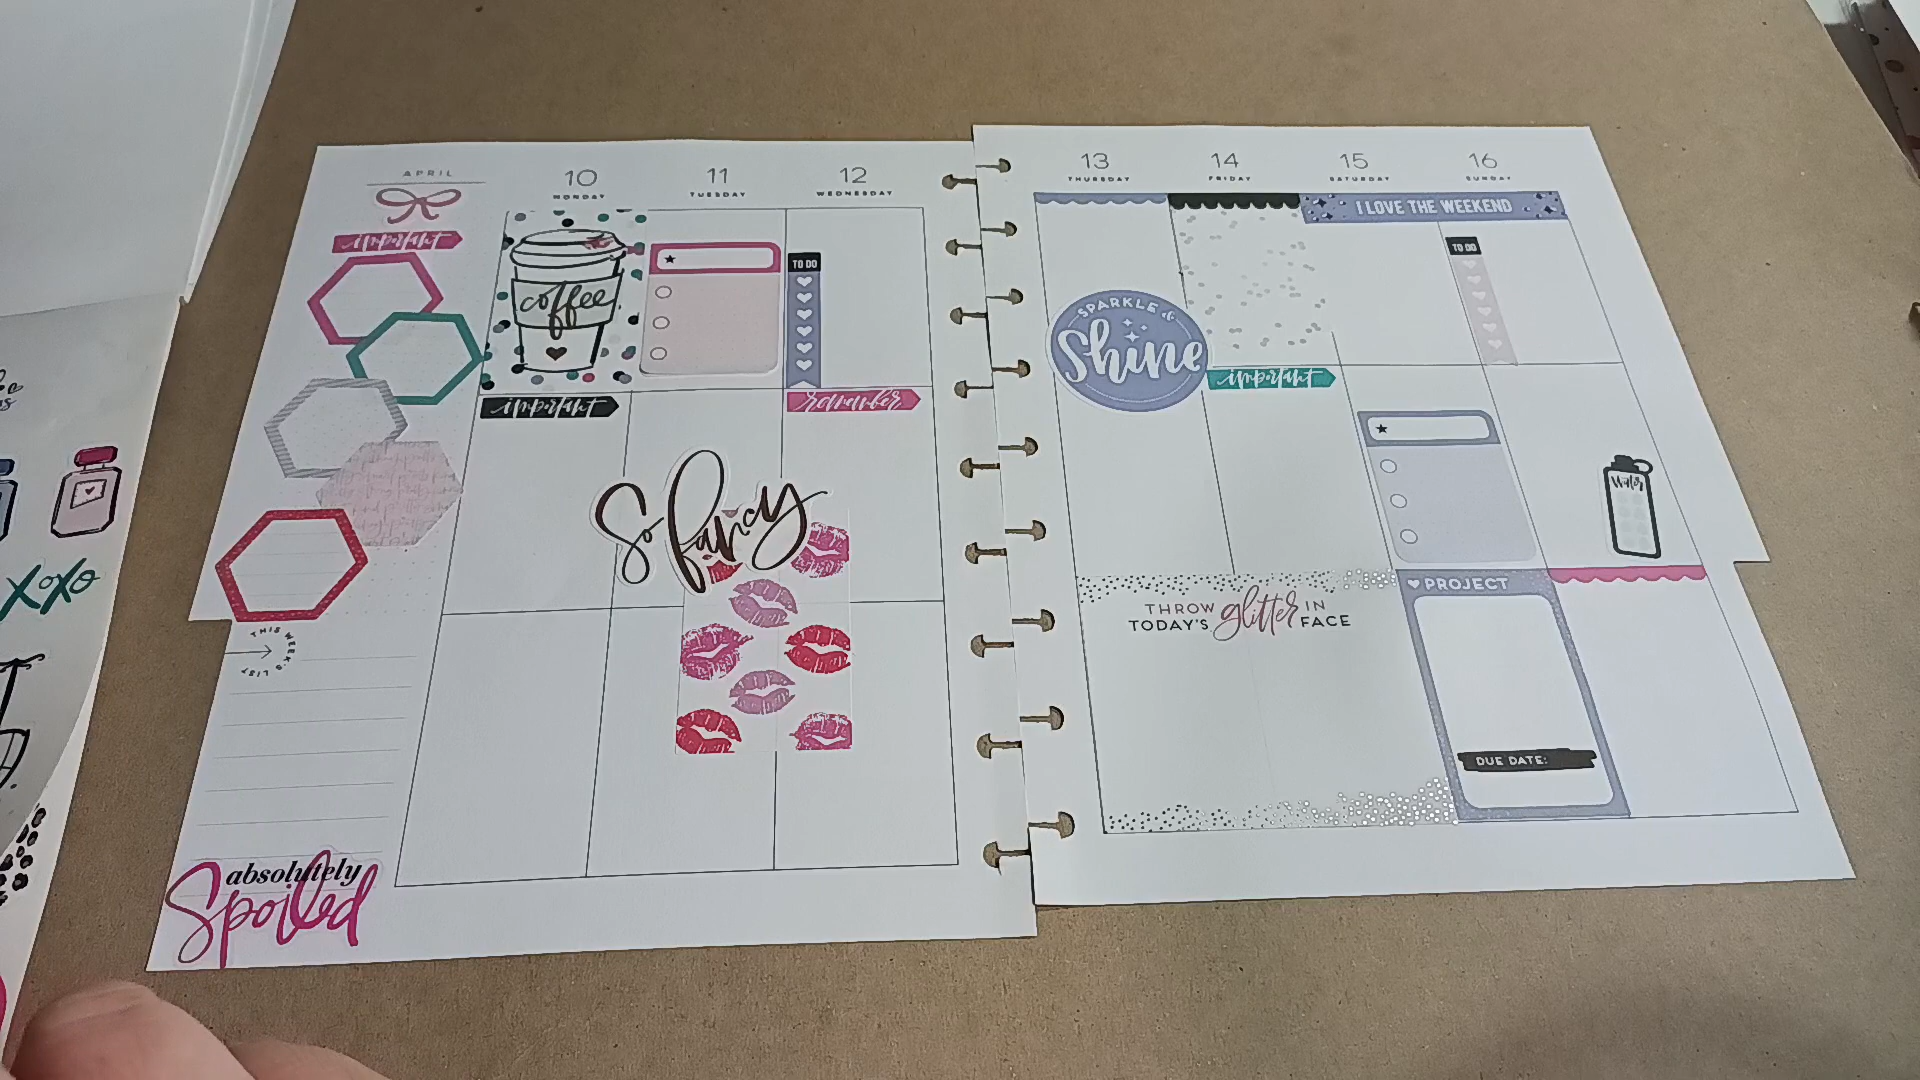 APRIL
important
10
MONDAY
11
TUESDAY
12
WEDNESDAY
13
THURSDAY
14
FRIDAY
15
SATURDAY
16
SUNDAY
I LOVE THE WEEKEND
coffee
TO DO
TO DO
important
remember
SPARKLE &
Shine
important
So fancy
Water
XOXO
THIS WEEK'S LIST
THROW glitter IN
TODAY'S FACE
PROJECT
DUE DATE:
absolutely
Spoiled